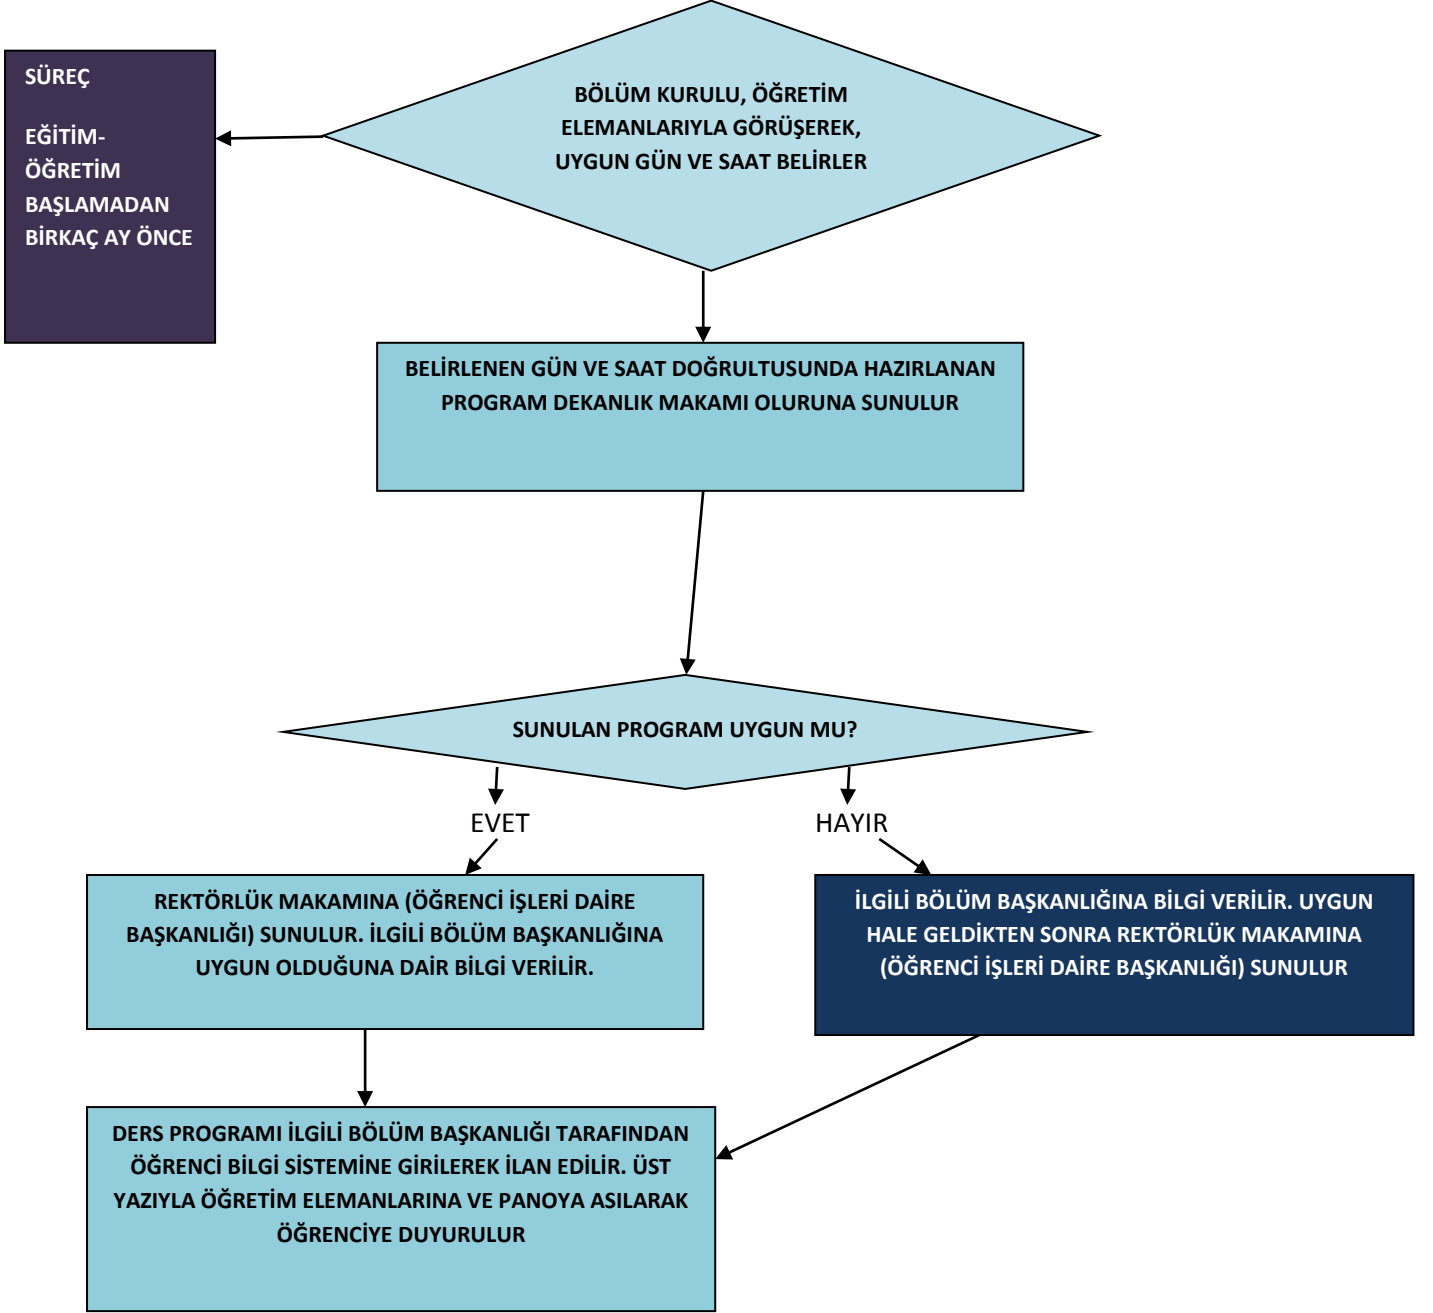 SÜREÇ
EĞİTİM-
ÖĞRETİM
BAŞLAMADAN
BİRKAÇ AY ÖNCE
BÖLÜM KURULU, ÖĞRETİM
ELEMANLARIYLA GÖRÜŞEREK,
UYGUN GÜN VE SAAT BELİRLER
BELİRLENEN GÜN VE SAAT DOĞRULTUSUNDA HAZIRLANAN
PROGRAM DEKANLIK MAKAMI OLURUNA SUNULUR
SUNULAN PROGRAM UYGUN MU?
EVET
HAYIR
REKTÖRLÜK MAKAMINA (ÖĞRENCİ İŞLERİ DAİRE
BAŞKANLIĞI) SUNULUR. İLGİLİ BÖLÜM BAŞKANLIĞINA
UYGUN OLDUĞUNA DAİR BİLGİ VERİLİR.
İLGİLİ BÖLÜM BAŞKANLIĞINA BİLGİ VERİLİR. UYGUN
HALE GELDİKTEN SONRA REKTÖRLÜK MAKAMINA
(ÖĞRENCİ İŞLERİ DAİRE BAŞKANLIĞI) SUNULUR
DERS PROGRAMI İLGİLİ BÖLÜM BAŞKANLIĞI TARAFINDAN
ÖĞRENCİ BİLGİ SİSTEMİNE GİRİLEREK İLAN EDİLİR. ÜST
YAZIYLA ÖĞRETİM ELEMANLARINA VE PANOYA ASILARAK
ÖĞRENCİYE DUYURULUR